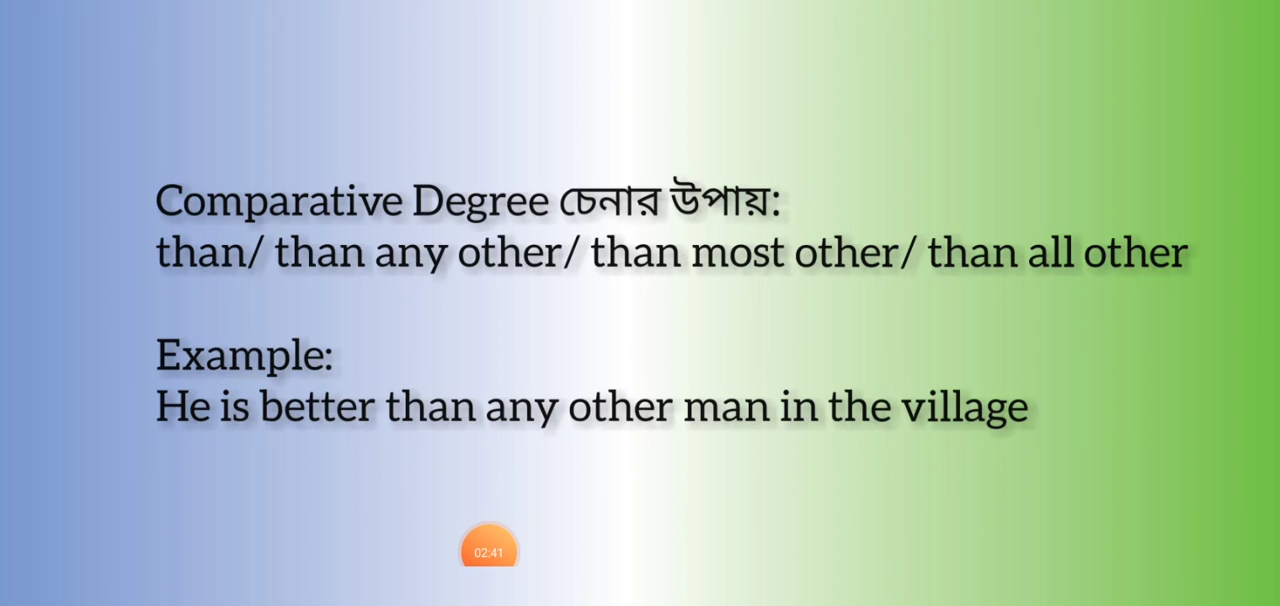 Comparative Degree চেনার উপায়:
than/ than any other/ than most other/ than all other
Example:
He is better than any other man in the village
02:41